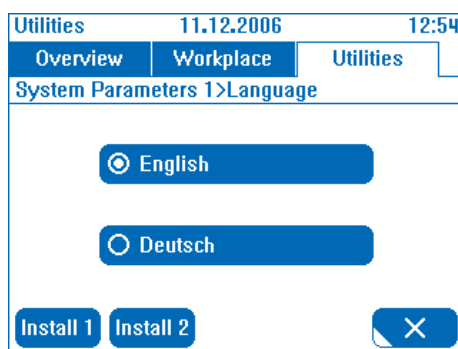 Utilities 11.12.2006 12:54
Overview Workplace Utilities
System Parameters 1>Language
English
Deutsch
Install 1 Install 2